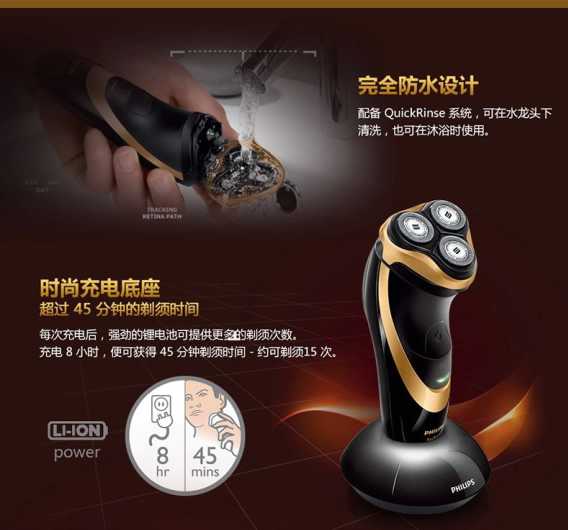 完全防水设计
配备 QuickRinse 系统，可在水龙头下
清洗，也可在沐浴时使用。
TRACKING
RETINA PATH
时尚充电底座
超过 45 分钟的剃须时间
每次充电后，强劲的锂电池可提供更多的剃须次数。
充电 8 小时，便可获得 45 分钟剃须时间 - 约可剃须15 次。
LI-ION
power
8
hr
45
mins
PHILIPS
PHILIPS